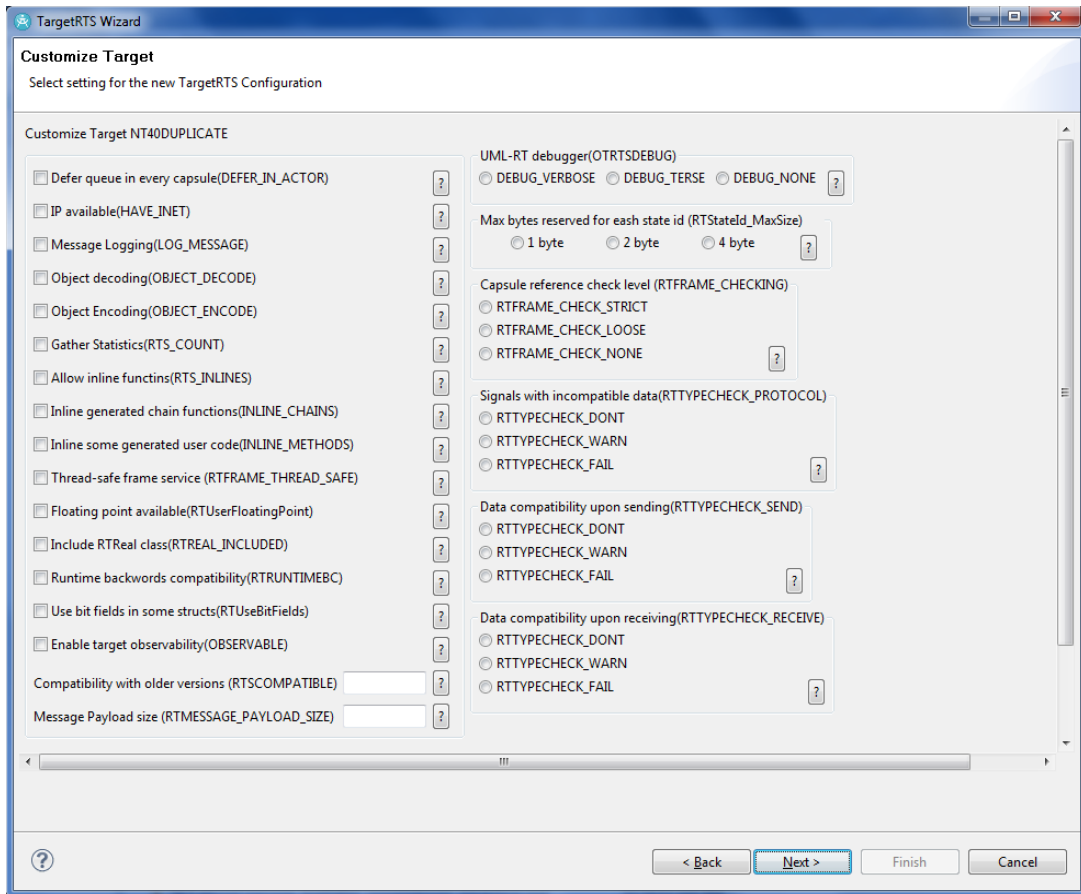 TargetRTS Wizard
Customize Target
Select setting for the new TargetRTS Configuration
Customize Target NT40DUPLICATE
Defer queue in every capsule(DEFER_IN_ACTOR) ?
IP available(HAVE_INET) ?
Message Logging(LOG_MESSAGE) ?
Object decoding(OBJECT_DECODE) ?
Object Encoding(OBJECT_ENCODE) ?
Gather Statistics(RTS_COUNT) ?
Allow inline functins(RTS_INLINES) ?
Inline generated chain functions(INLINE_CHAINS) ?
Inline some generated user code(INLINE_METHODS) ?
Thread-safe frame service (RTFRAME_THREAD_SAFE) ?
Floating point available(RTUserFloatingPoint) ?
Include RTReal class(RTREAL_INCLUDED) ?
Runtime backwords compatibility(RTRUNTIMEBC) ?
Use bit fields in some structs(RTUseBitFields) ?
Enable target observability(OBSERVABLE) ?
Compatibility with older versions (RTSCOMPATIBLE) ?
Message Payload size (RTMESSAGE_PAYLOAD_SIZE) ?
UML-RT debugger(OTRTSDEBUG)
DEBUG_VERBOSE DEBUG_TERSE DEBUG_NONE ?
Max bytes reserved for eash state id (RTStateId_MaxSize)
1 byte 2 byte 4 byte ?
Capsule reference check level (RTFRAME_CHECKING)
RTFRAME_CHECK_STRICT
RTFRAME_CHECK_LOOSE
RTFRAME_CHECK_NONE ?
Signals with incompatible data(RTTYPECHECK_PROTOCOL)
RTTYPECHECK_DONT
RTTYPECHECK_WARN
RTTYPECHECK_FAIL ?
Data compatibility upon sending(RTTYPECHECK_SEND)
RTTYPECHECK_DONT
RTTYPECHECK_WARN
RTTYPECHECK_FAIL ?
Data compatibility upon receiving(RTTYPECHECK_RECEIVE)
RTTYPECHECK_DONT
RTTYPECHECK_WARN
RTTYPECHECK_FAIL ?
? < Back Next > Finish Cancel